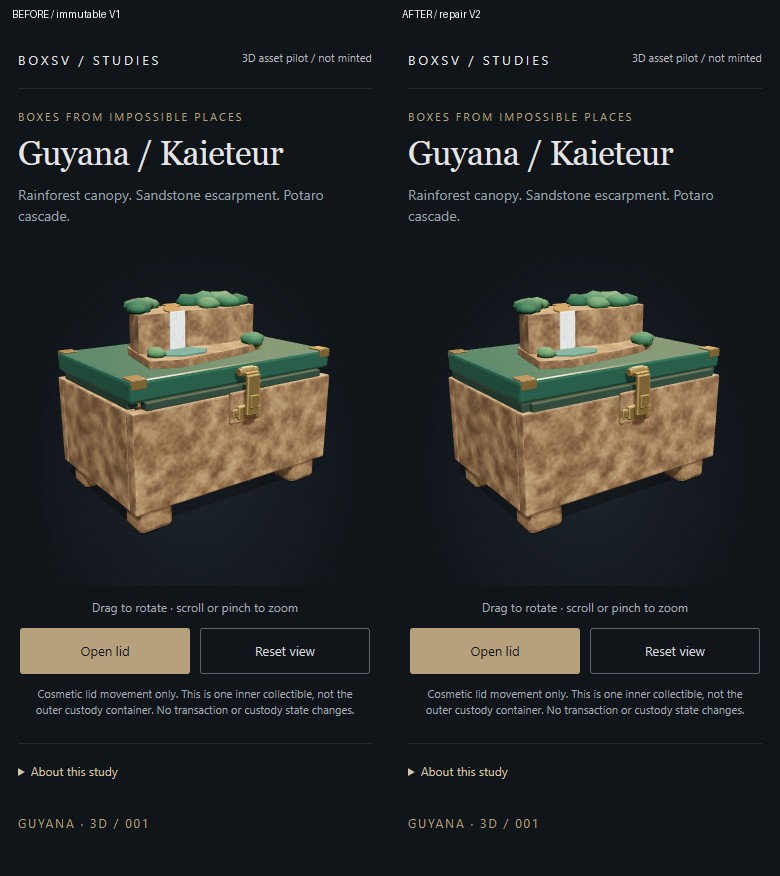 BEFORE / immutable V1
BOXSV / STUDIES
3D asset pilot / not minted
BOXES FROM IMPOSSIBLE PLACES
Guyana / Kaieteur
Rainforest canopy. Sandstone escarpment. Potaro
cascade.
Drag to rotate · scroll or pinch to zoom
Open lid
Reset view
Cosmetic lid movement only. This is one inner collectible, not the
outer custody container. No transaction or custody state changes.
About this study
GUYANA · 3D / 001
AFTER / repair V2
BOXSV / STUDIES
3D asset pilot / not minted
BOXES FROM IMPOSSIBLE PLACES
Guyana / Kaieteur
Rainforest canopy. Sandstone escarpment. Potaro
cascade.
Drag to rotate · scroll or pinch to zoom
Open lid
Reset view
Cosmetic lid movement only. This is one inner collectible, not the
outer custody container. No transaction or custody state changes.
About this study
GUYANA · 3D / 001